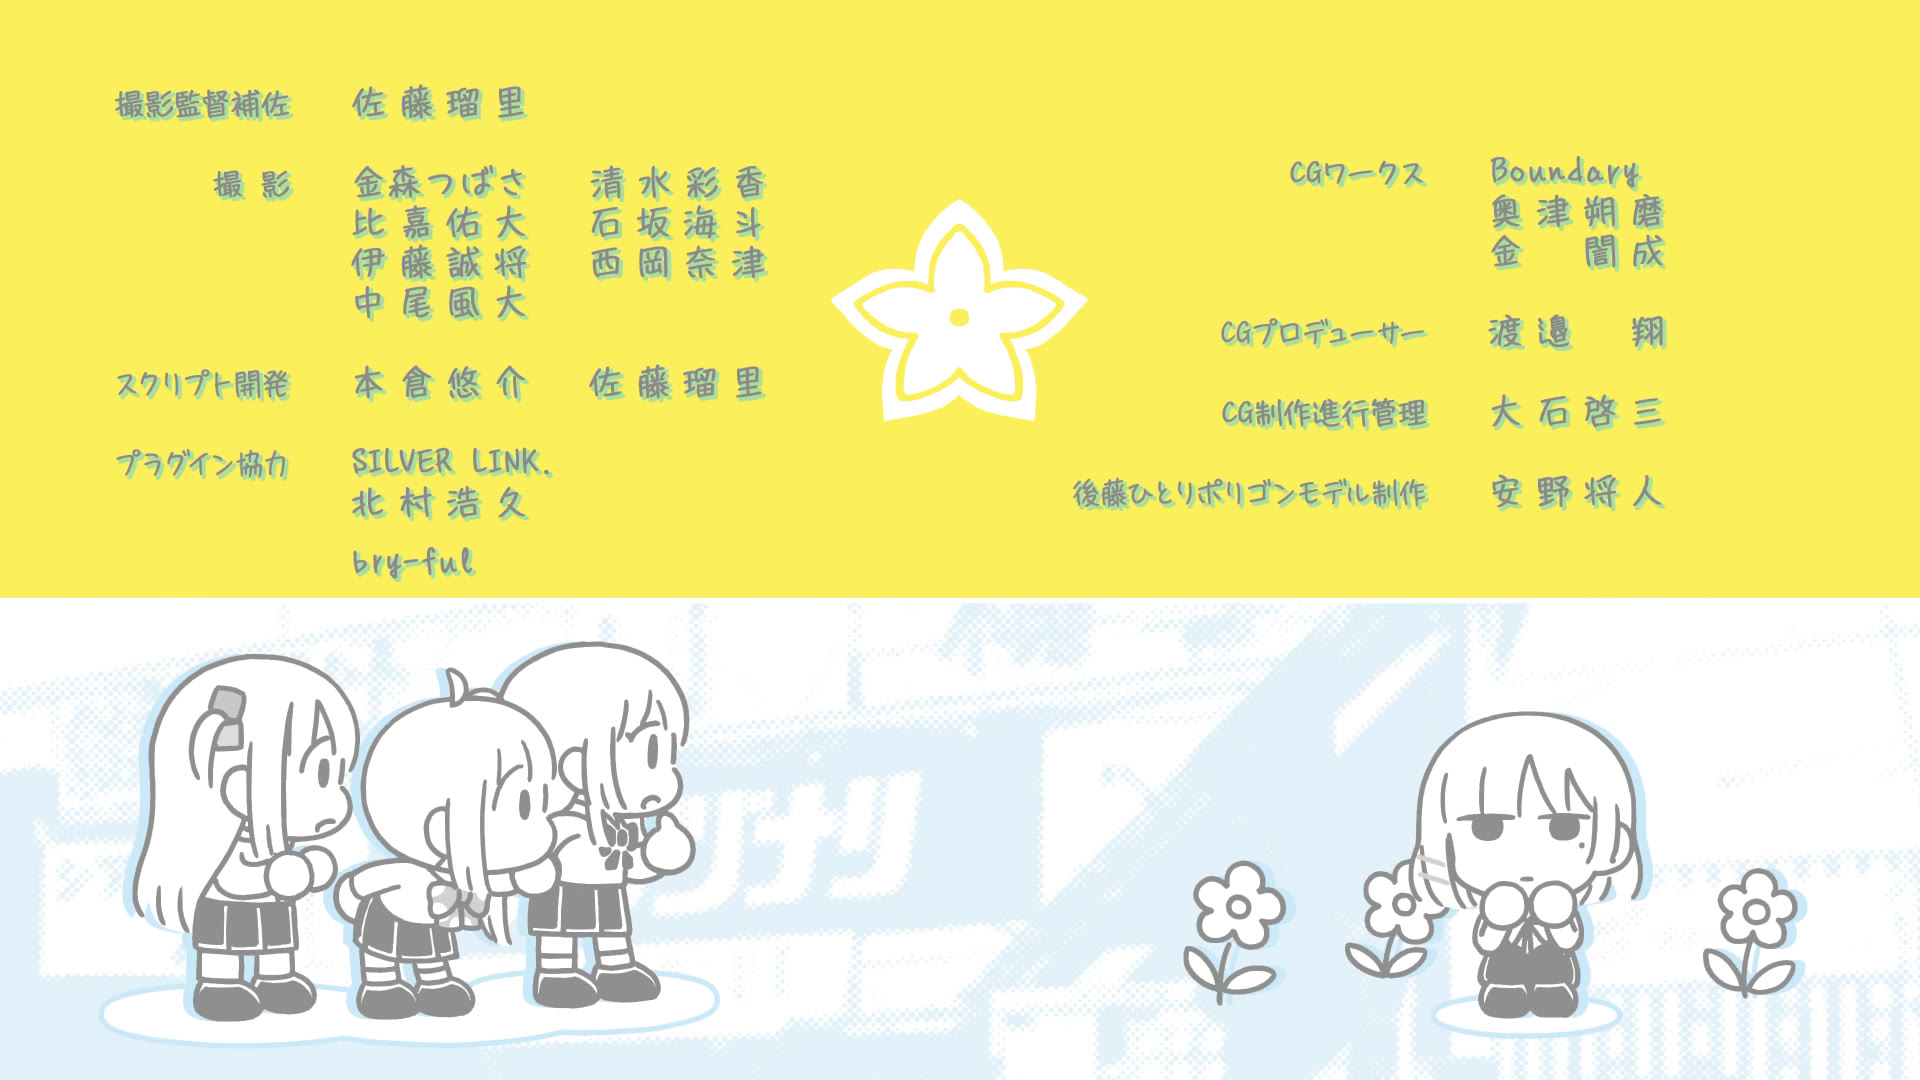 撮影監督補佐 佐藤瑠里
撮影 金森つばさ 清水彩香
比嘉佑大 石坂海斗
伊藤誠将 西岡奈津
中尾風大
スクリプト開発 本倉悠介 佐藤瑠里
プラグイン協力 SILVER LINK.
北村浩久
bry-ful
CGワークス Boundary
奥津朔磨
金 誾成
CGプロデューサー 渡邉 翔
CG制作進行管理 大石啓三
後藤ひとりポリゴンモデル制作 安野将人
リナリ